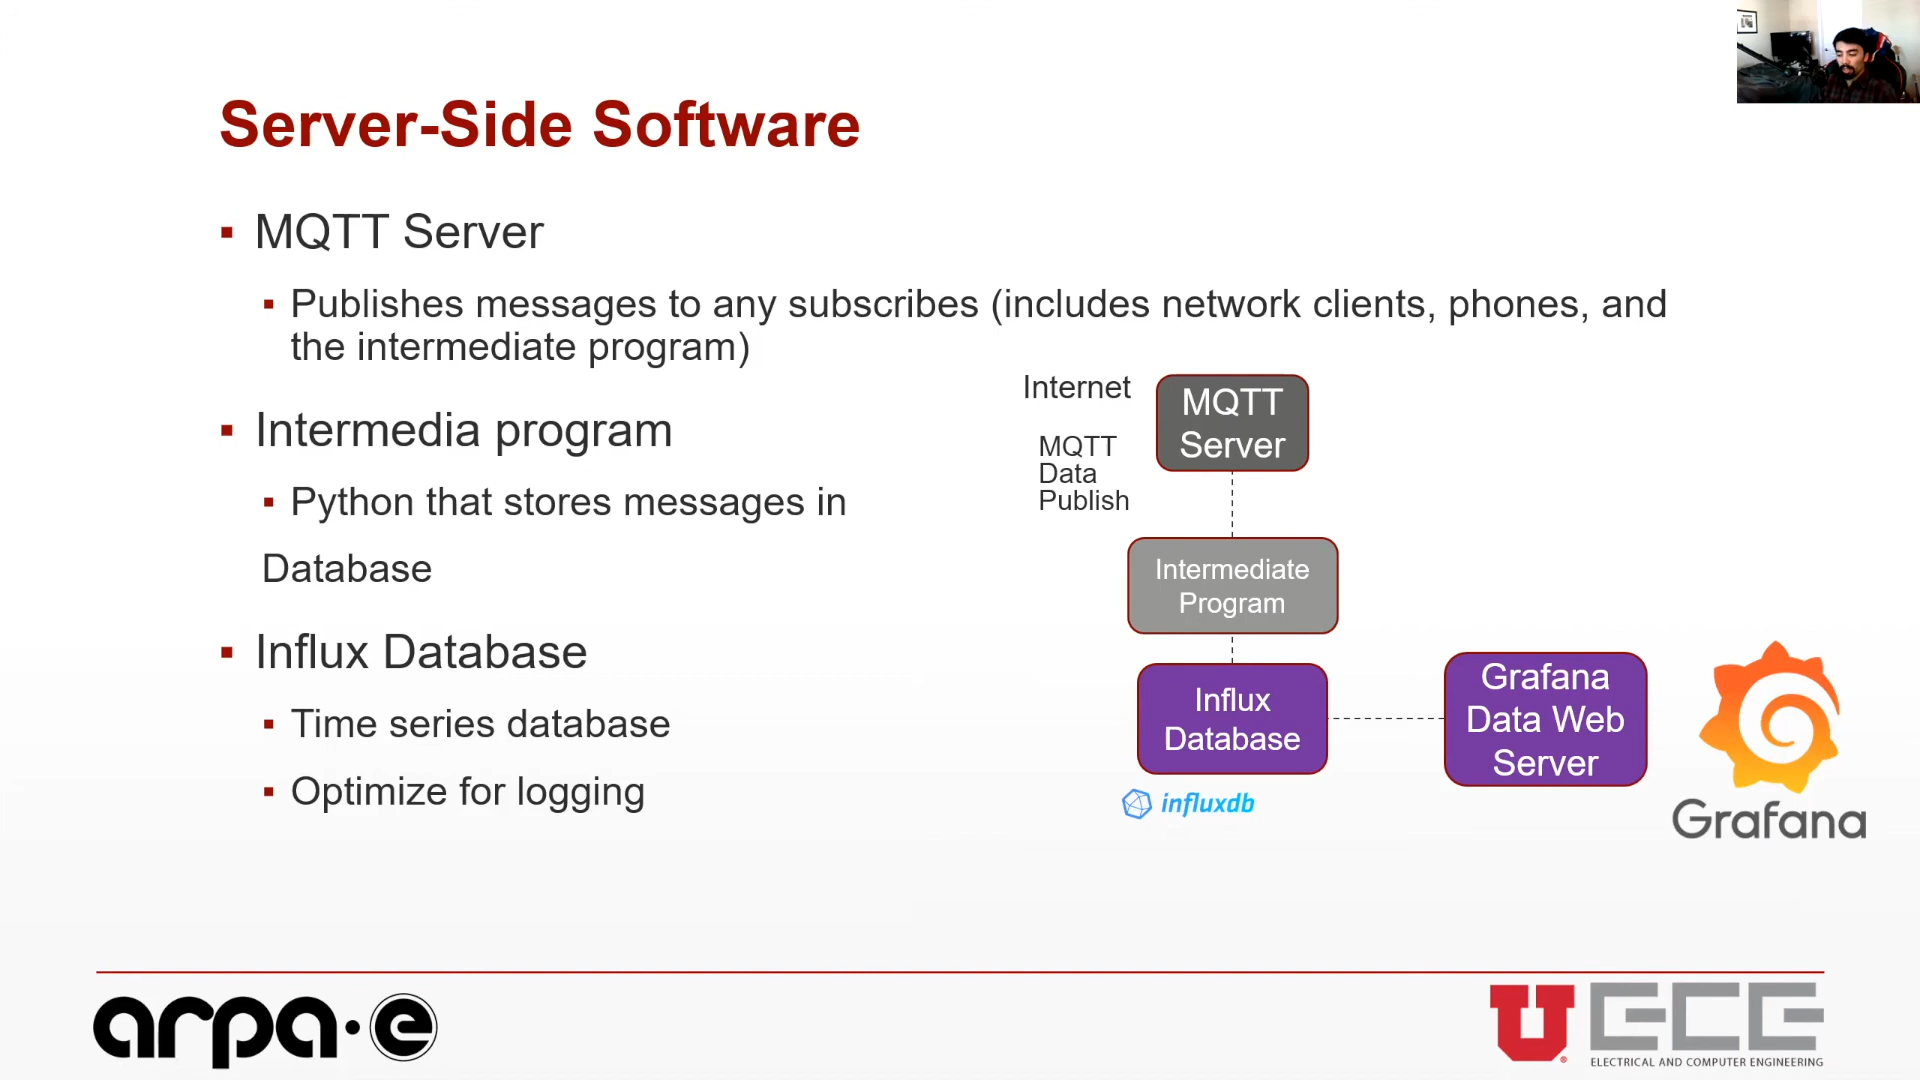 Server-Side Software
MQTT Server
Publishes messages to any subscribes (includes network clients, phones, and
the intermediate program)
Intermedia program
Python that stores messages in
Database
Influx Database
Time series database
Optimize for logging
Internet
MQTT
Data
Publish
MQTT
Server
Intermediate
Program
Influx
Database
influxdb
Grafana
Data Web
Server
Grafana
arpa·e
U ECE
ELECTRICAL AND COMPUTER ENGINEERING